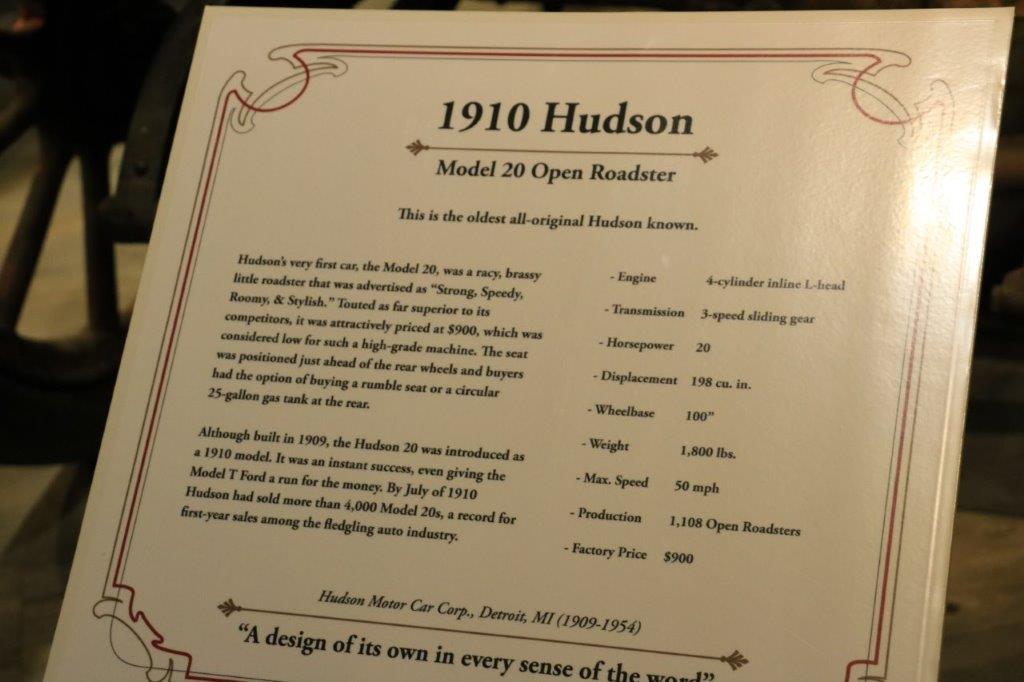 1910 Hudson
Model 20 Open Roadster
This is the oldest all-original Hudson known.
Hudson's very first car, the Model 20, was a racy, brassy
little roadster that was advertised as "Strong, Speedy,
Roomy, & Stylish." Touted as far superior to its
competitors, it was attractively priced at $900, which was
considered low for such a high-grade machine. The seat
was positioned just ahead of the rear wheels and buyers
had the option of buying a rumble seat or a circular
25-gallon gas tank at the rear.
Although built in 1909, the Hudson 20 was introduced as
a 1910 model. It was an instant success, even giving the
Model T Ford a run for the money. By July of 1910
Hudson had sold more than 4,000 Model 20s, a record for
first-year sales among the fledgling auto industry.
- Engine 4-cylinder inline L-head
- Transmission 3-speed sliding gear
- Horsepower 20
- Displacement 198 cu. in.
- Wheelbase 100"
- Weight 1,800 lbs.
- Max. Speed 50 mph
- Production 1,108 Open Roadsters
- Factory Price $900
Hudson Motor Car Corp., Detroit, MI (1909-1954)
"A design of its own in every sense of the word"